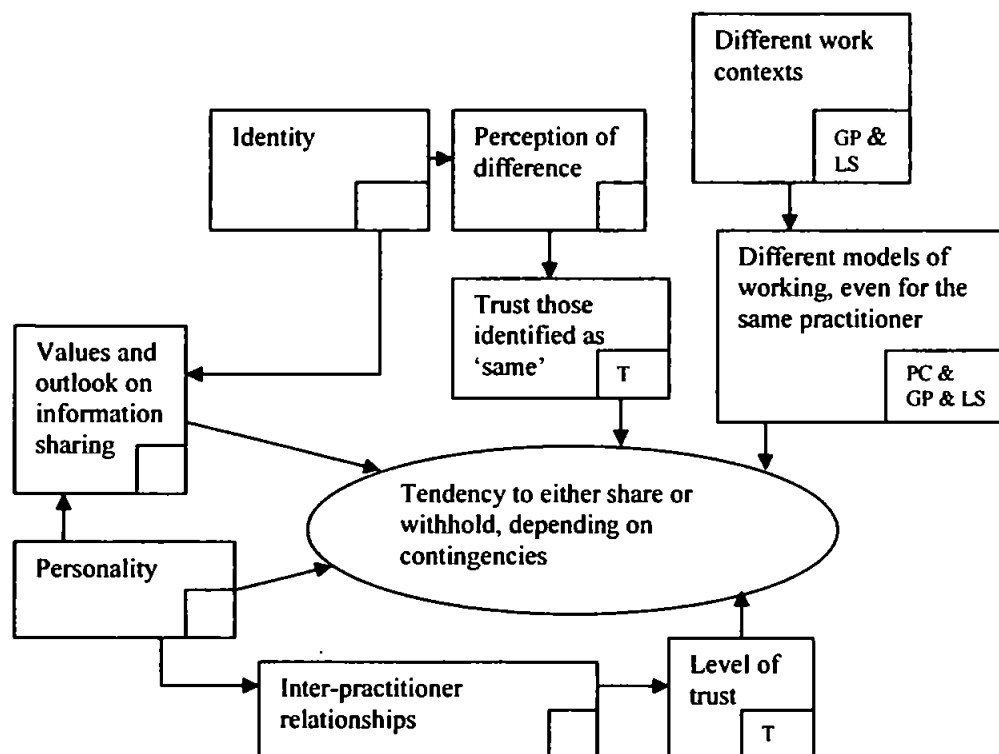 Different work
contexts
GP &
LS
Identity
Perception of
difference
Different models of
working, even for the
same practitioner
PC &
GP & LS
Trust those
identified as
‘same’
T
Values and
outlook on
information
sharing
Tendency to either share or
withhold, depending on
contingencies
Personality
Inter-practitioner
relationships
Level of
trust
T